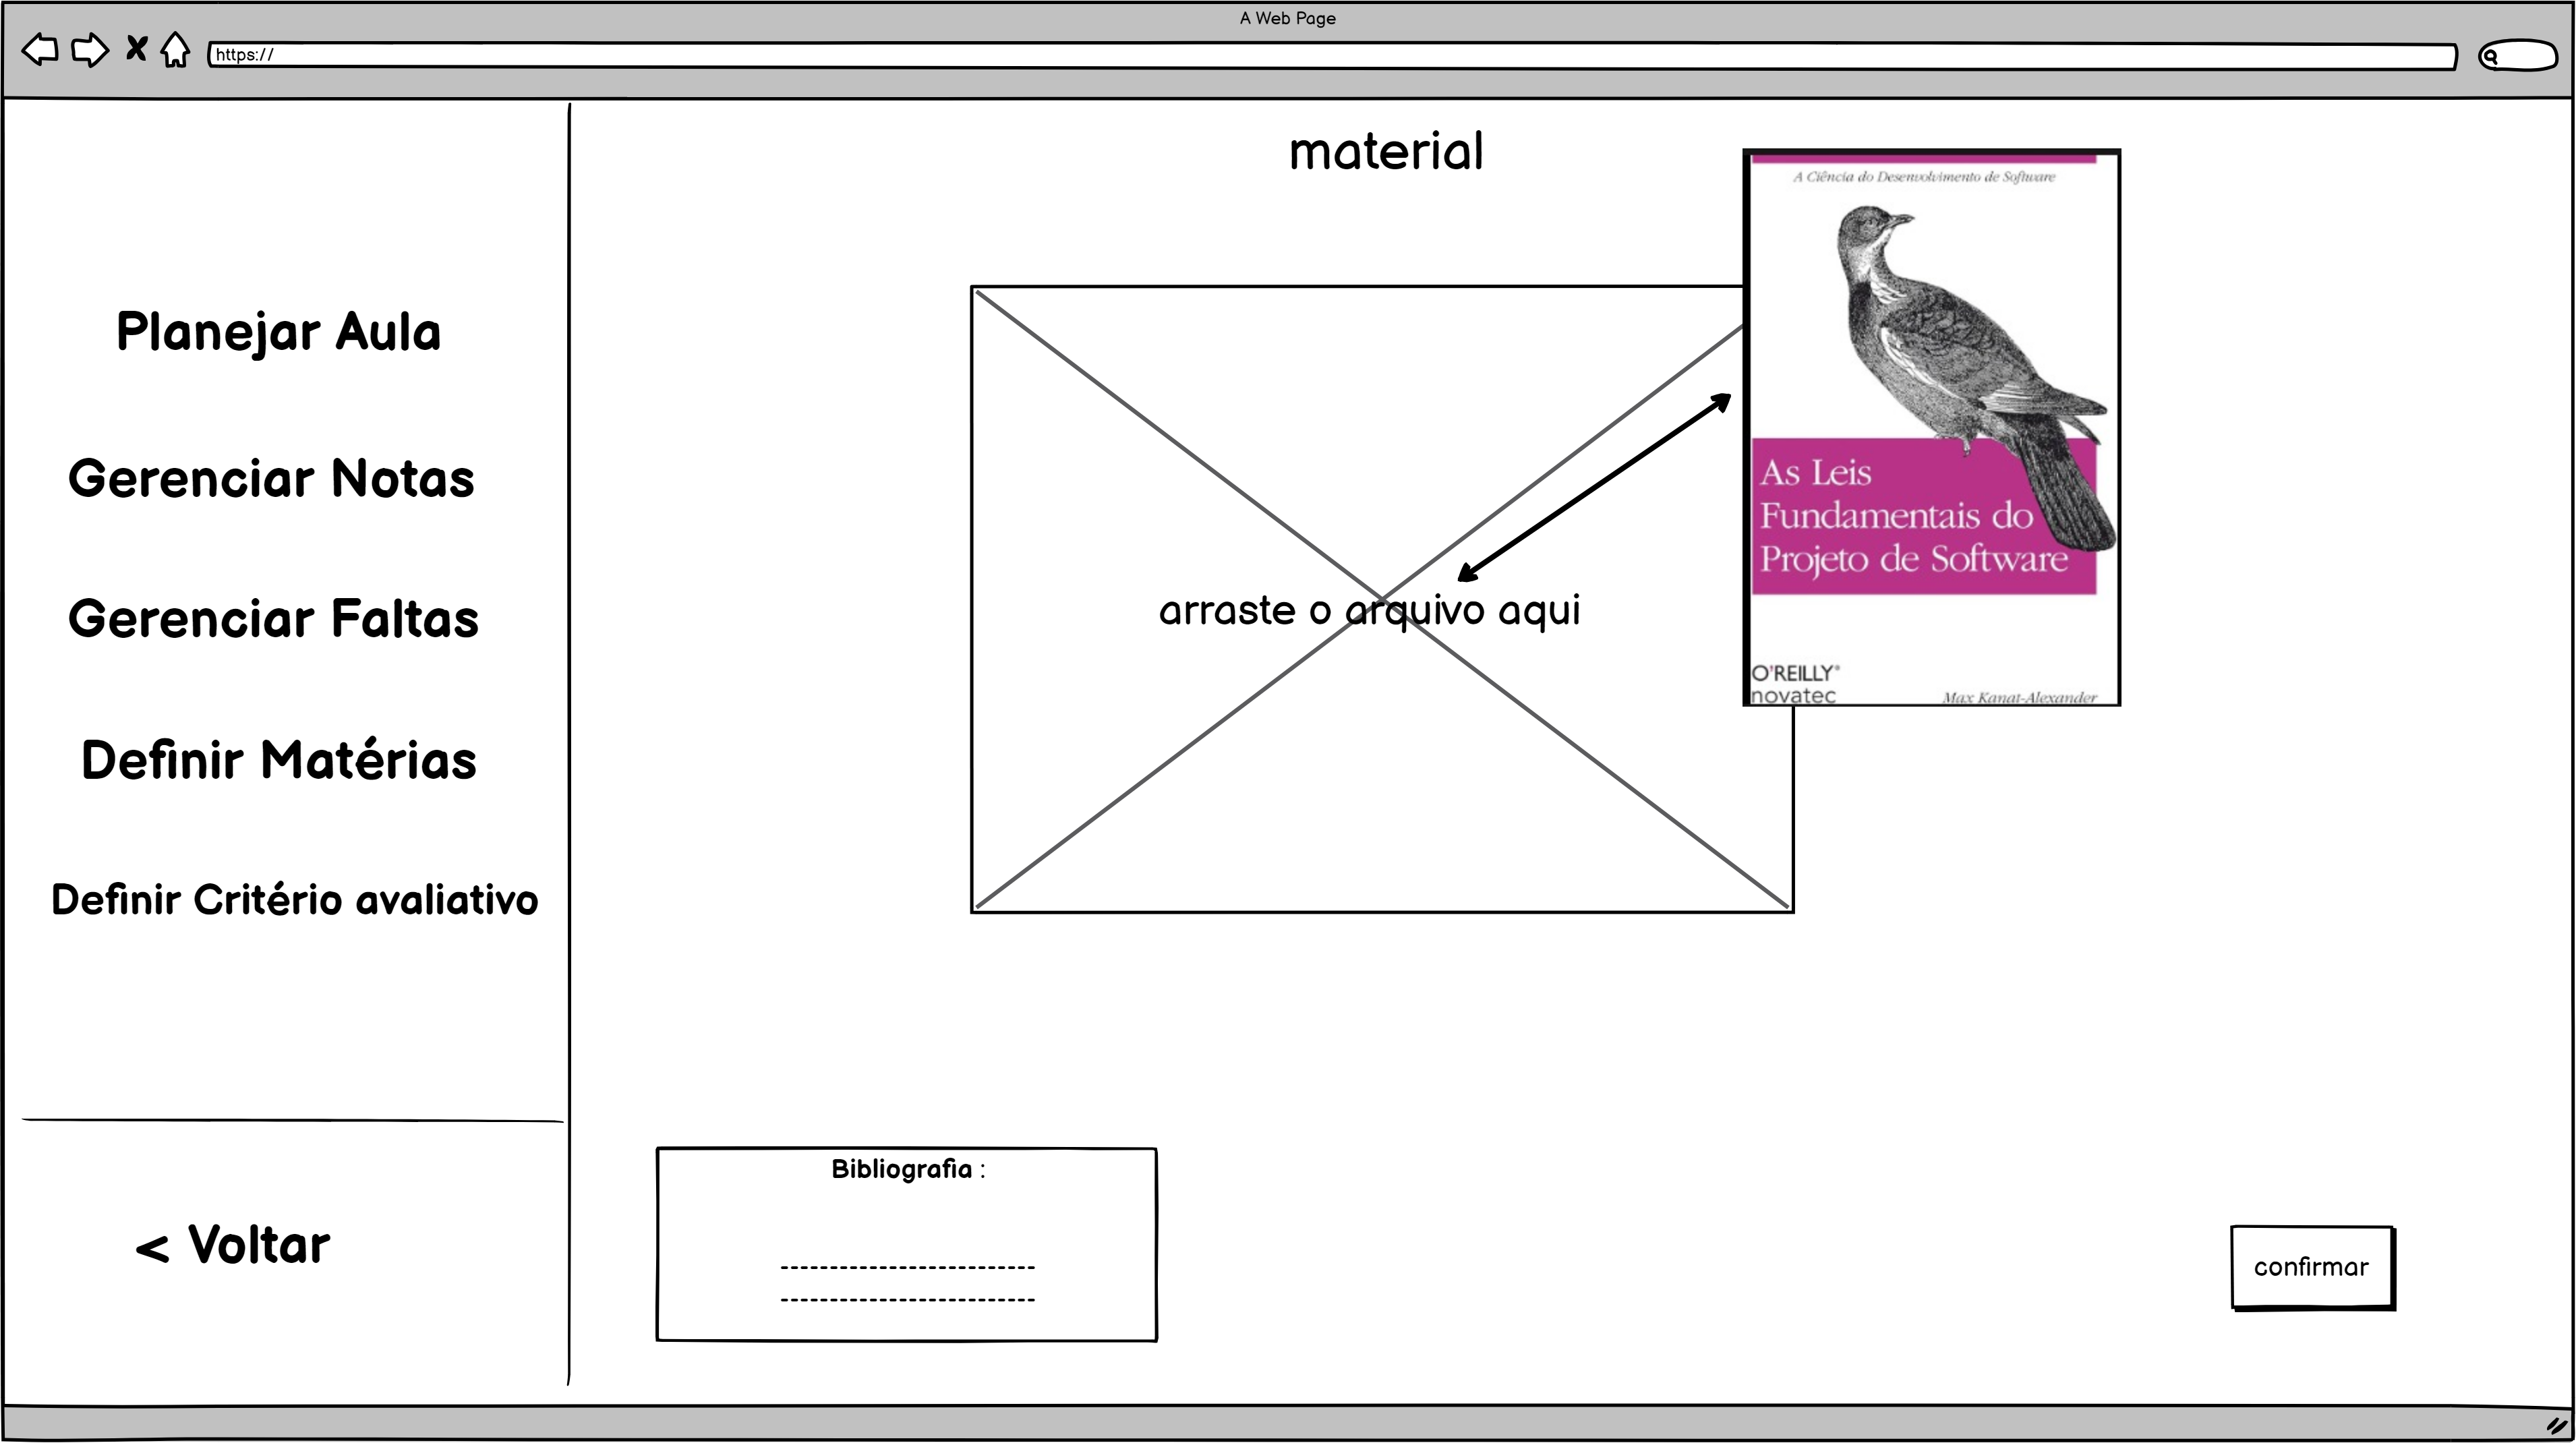 A Web Page
https://
Planejar Aula
Gerenciar Notas
Gerenciar Faltas
Definir Matérias
Definir Critério avaliativo
< Voltar
material
arraste o arquivo aqui
A Ciência do Desenvolvimento de Software
As Leis
Fundamentais do
Projeto de Software
O'REILLY®
novatec
Max Kanat-Alexander
Bibliografia :
--------------------------
--------------------------
confirmar